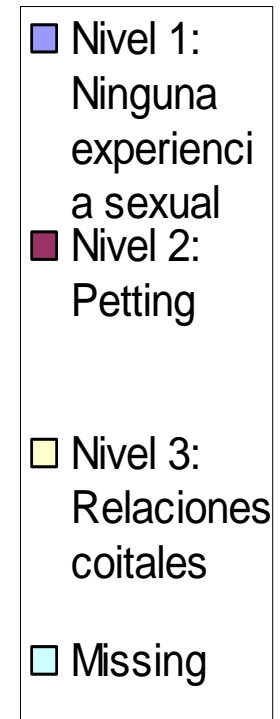 Nivel 1:
Ninguna
experienci
a sexual
Nivel 2:
Petting
Nivel 3:
Relaciones
coitales
Missing